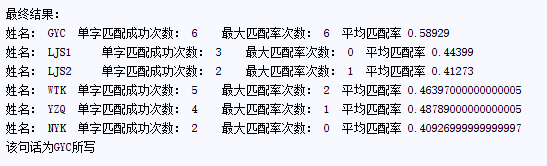 最终结果:
姓名: GYC 单字匹配成功次数: 6 最大匹配率次数: 6 平均匹配率 0.58929
姓名: LJS1 单字匹配成功次数: 3 最大匹配率次数: 0 平均匹配率 0.44399
姓名: LJS2 单字匹配成功次数: 2 最大匹配率次数: 1 平均匹配率 0.41273
姓名: WTK 单字匹配成功次数: 5 最大匹配率次数: 2 平均匹配率 0.46397000000000005
姓名: YZQ 单字匹配成功次数: 4 最大匹配率次数: 1 平均匹配率 0.48789000000000005
姓名: NYK 单字匹配成功次数: 2 最大匹配率次数: 0 平均匹配率 0.40926999999999997
该句话为GYC所写